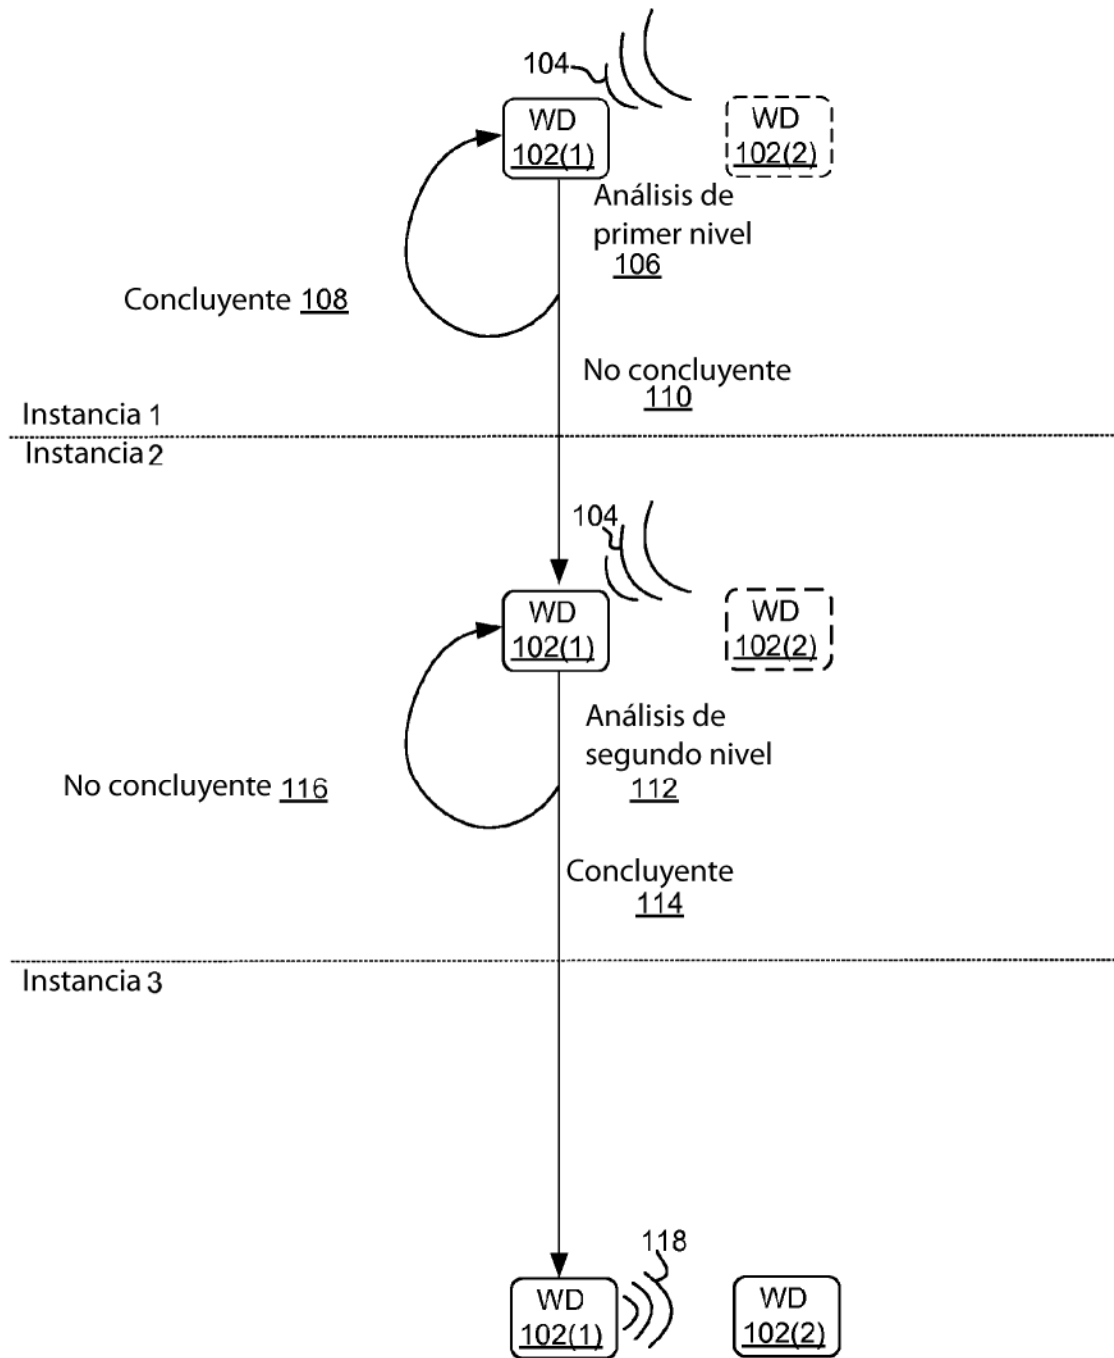 104
WD
102(1)
WD
102(2)
Análisis de
primer nivel
106
Concluyente 108
No concluyente
110
Instancia 1
Instancia 2
104
WD
102(1)
WD
102(2)
Análisis de
segundo nivel
112
No concluyente 116
Concluyente
114
Instancia 3
118
WD
102(1)
WD
102(2)